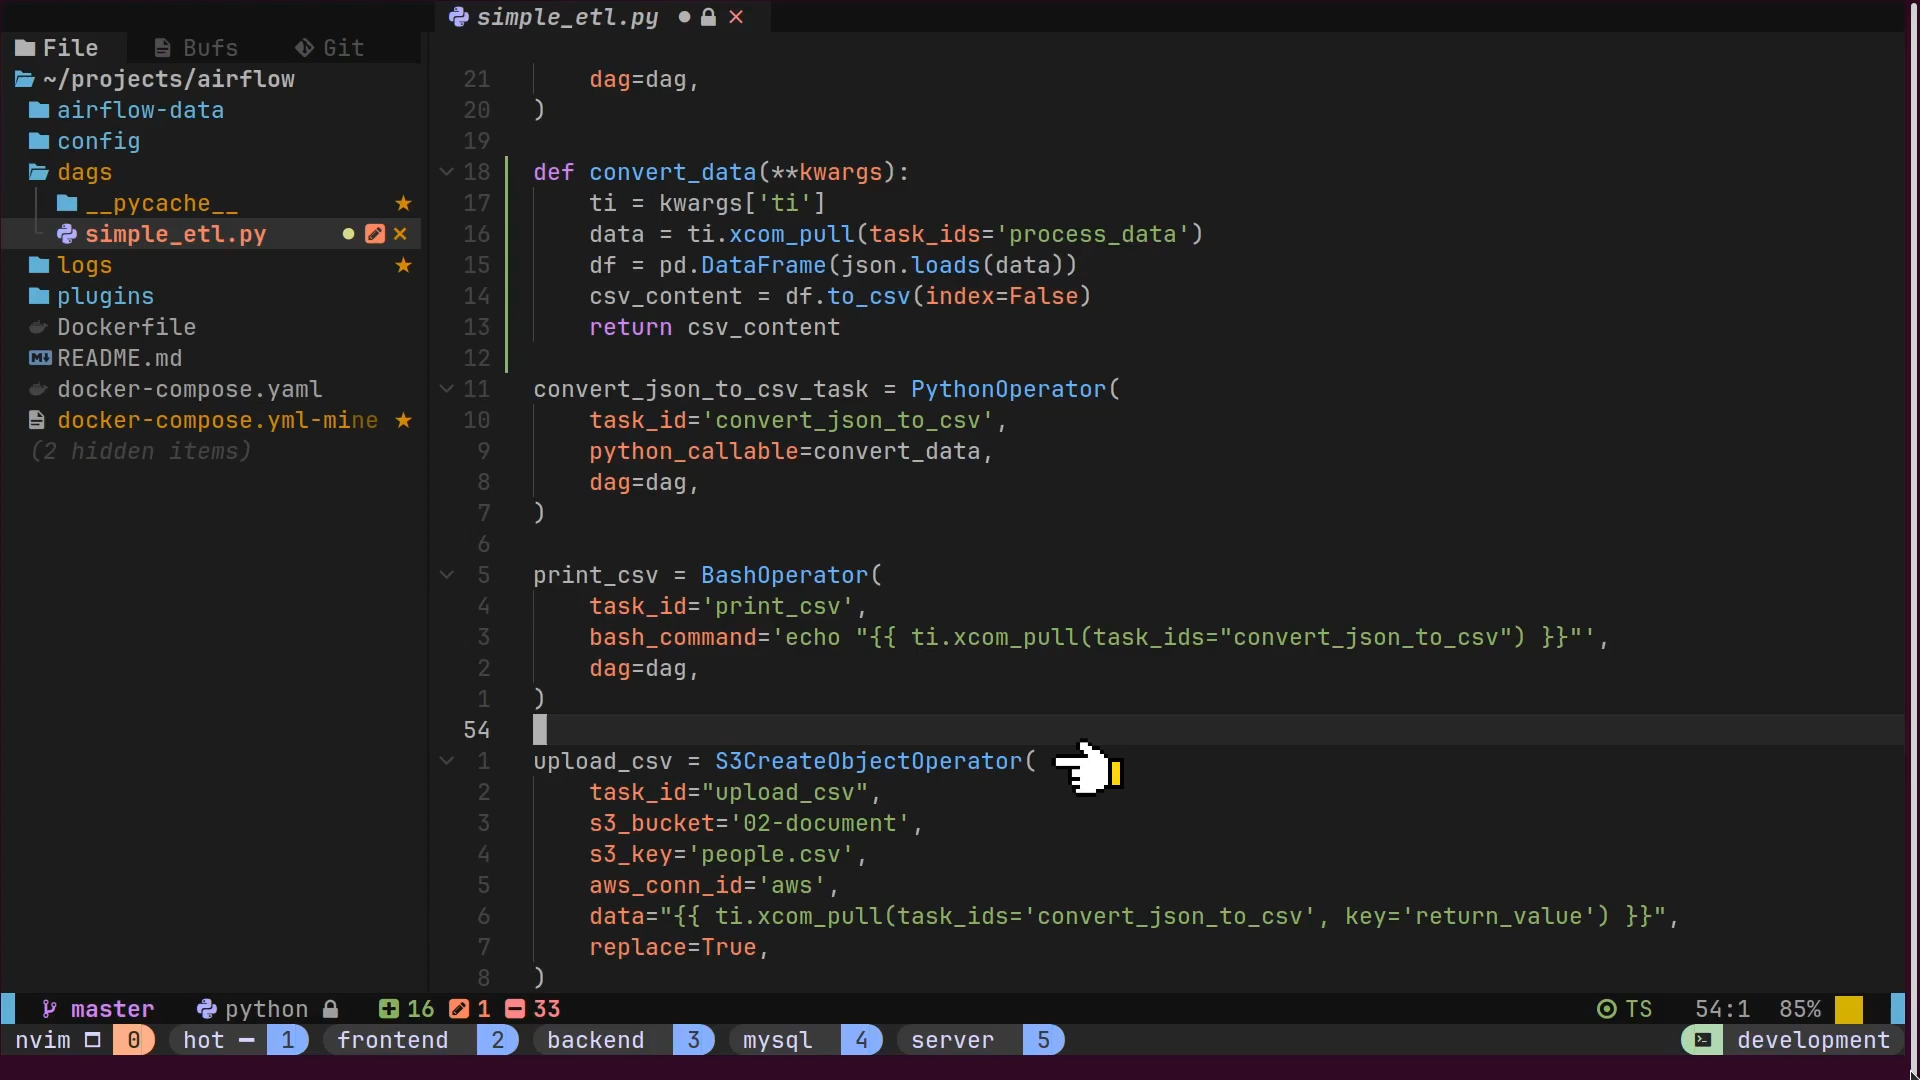 simple_etl.py
File Bufs Git
~/projects/airflow
airflow-data
config
dags
__pycache__
simple_etl.py
logs
plugins
Dockerfile
README.md
docker-compose.yaml
docker-compose.yml-mine
(2 hidden items)
21 dag=dag,
20 )
19
18 def convert_data(**kwargs):
17 ti = kwargs['ti']
16 data = ti.xcom_pull(task_ids='process_data')
15 df = pd.DataFrame(json.loads(data))
14 csv_content = df.to_csv(index=False)
13 return csv_content
12
11 convert_json_to_csv_task = PythonOperator(
10 task_id='convert_json_to_csv',
9 python_callable=convert_data,
8 dag=dag,
7 )
6
5 print_csv = BashOperator(
4 task_id='print_csv',
3 bash_command='echo "{{ ti.xcom_pull(task_ids="convert_json_to_csv") }}"',
2 dag=dag,
1 )
54
1 upload_csv = S3CreateObjectOperator(
2 task_id="upload_csv",
3 s3_bucket='02-document',
4 s3_key='people.csv',
5 aws_conn_id='aws',
6 data="{{ ti.xcom_pull(task_ids='convert_json_to_csv', key='return_value') }}",
7 replace=True,
8 )
master python 16 1 33 TS 54:1 85%
nvim 0 hot 1 frontend 2 backend 3 mysql 4 server 5 development